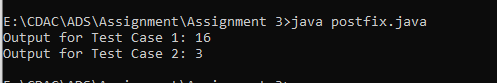 E:\CDAC\ADS\Assignment\Assignment 3>java postfix.java
Output for Test Case 1: 16
Output for Test Case 2: 3